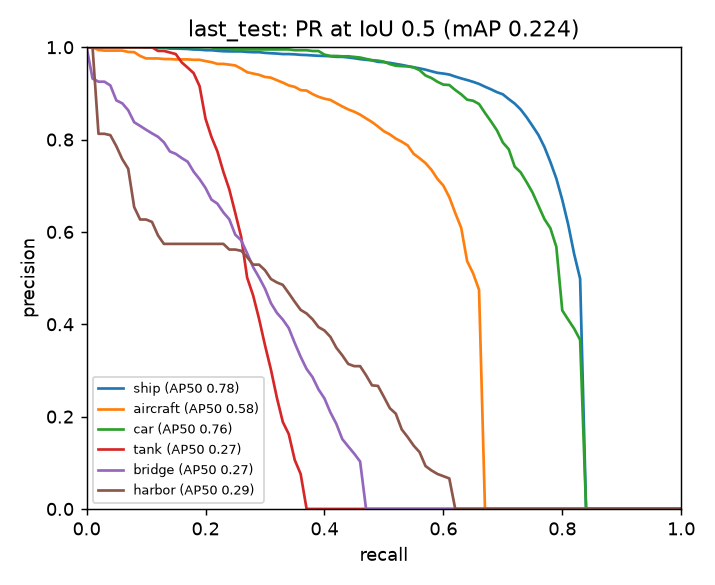 last_test: PR at IoU 0.5 (mAP 0.224)
precision
1.0
0.8
0.6
0.4
0.2
0.0
ship (AP50 0.78)
aircraft (AP50 0.58)
car (AP50 0.76)
tank (AP50 0.27)
bridge (AP50 0.27)
harbor (AP50 0.29)
0.0 0.2 0.4 0.6 0.8 1.0
recall